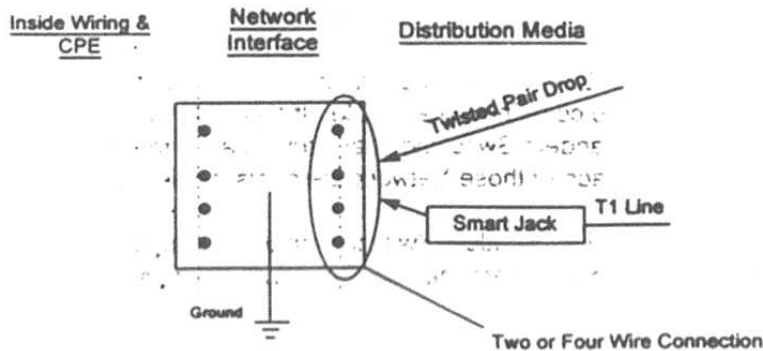 Inside Wiring &
CPE
Network
Interface
Distribution Media
Twisted Pair Drop
Smart Jack
T1 Line
Ground
Two or Four Wire Connection